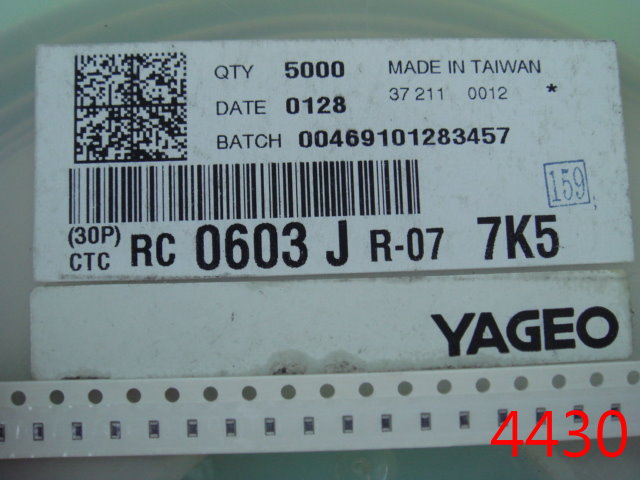 QTY 5000 MADE IN TAIWAN
DATE 0128 37 211 0012 *
BATCH 00469101283457
159
(30P) CTC RC 0603 J R-07 7K5
YAGEO
4430